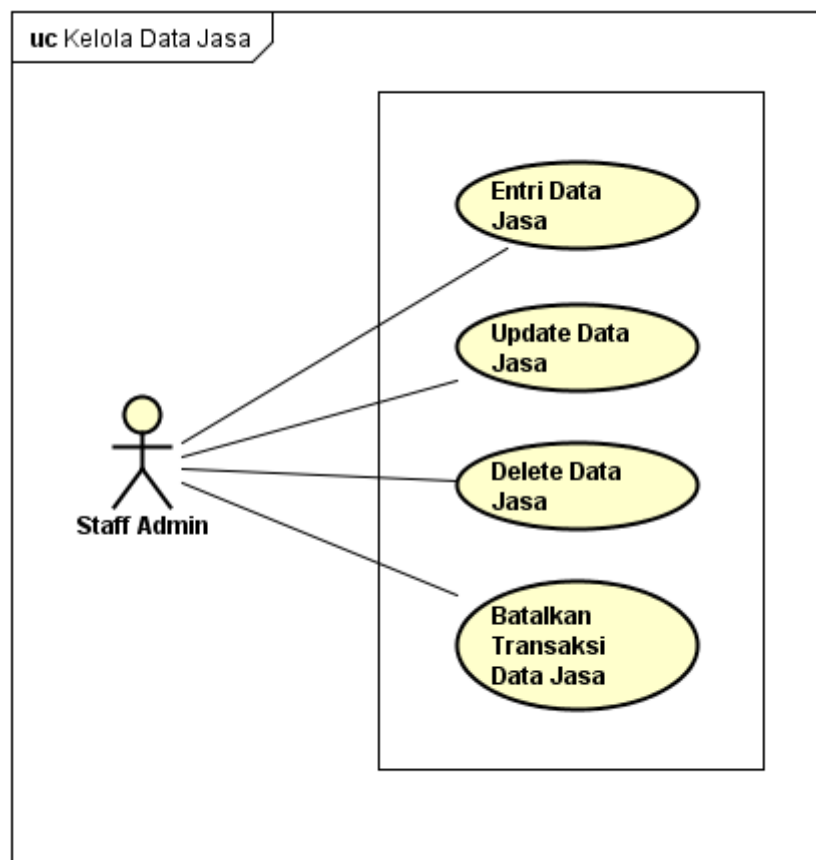 uc Kelola Data Jasa
Entri Data
Jasa
Update Data
Jasa
Delete Data
Jasa
Staff Admin
Batalkan
Transaksi
Data Jasa